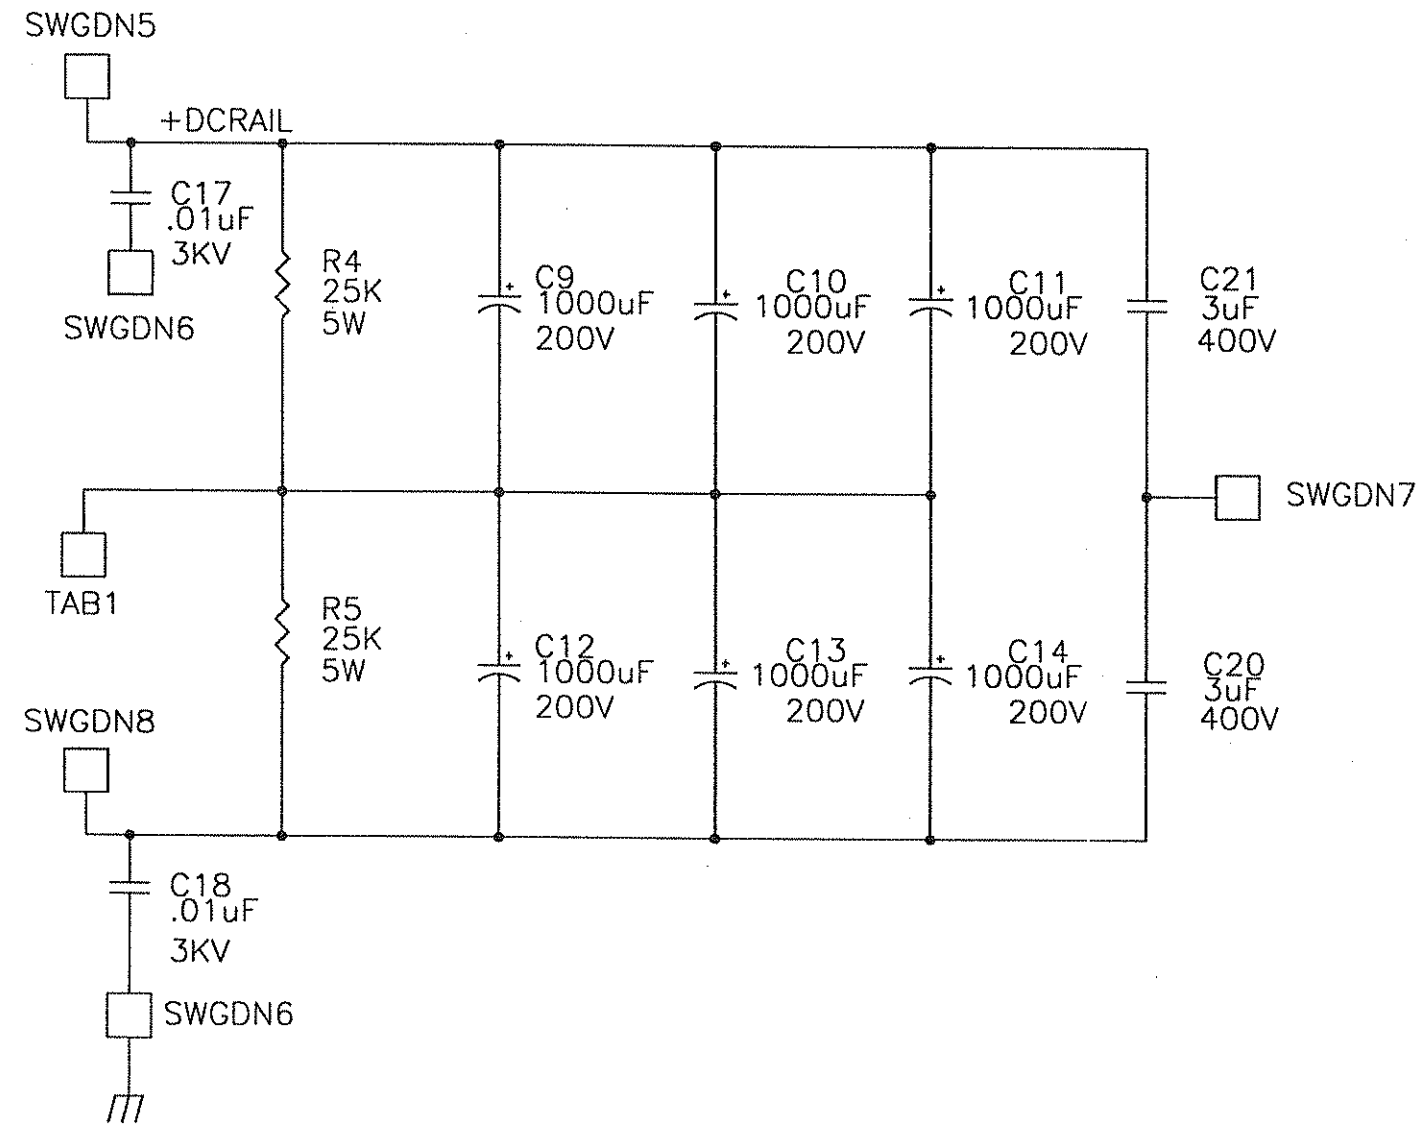 SWGDN5
+DCRAIL
C17
.01uF
3KV
SWGDN6
R4
25K
5W
C9
+
1000uF
200V
C10
+
1000uF
200V
C11
+
1000uF
200V
C21
3uF
400V
SWGDN7
TAB1
R5
25K
5W
C12
+
1000uF
200V
C13
+
1000uF
200V
C14
+
1000uF
200V
C20
3uF
400V
SWGDN8
C18
.01uF
3KV
SWGDN6